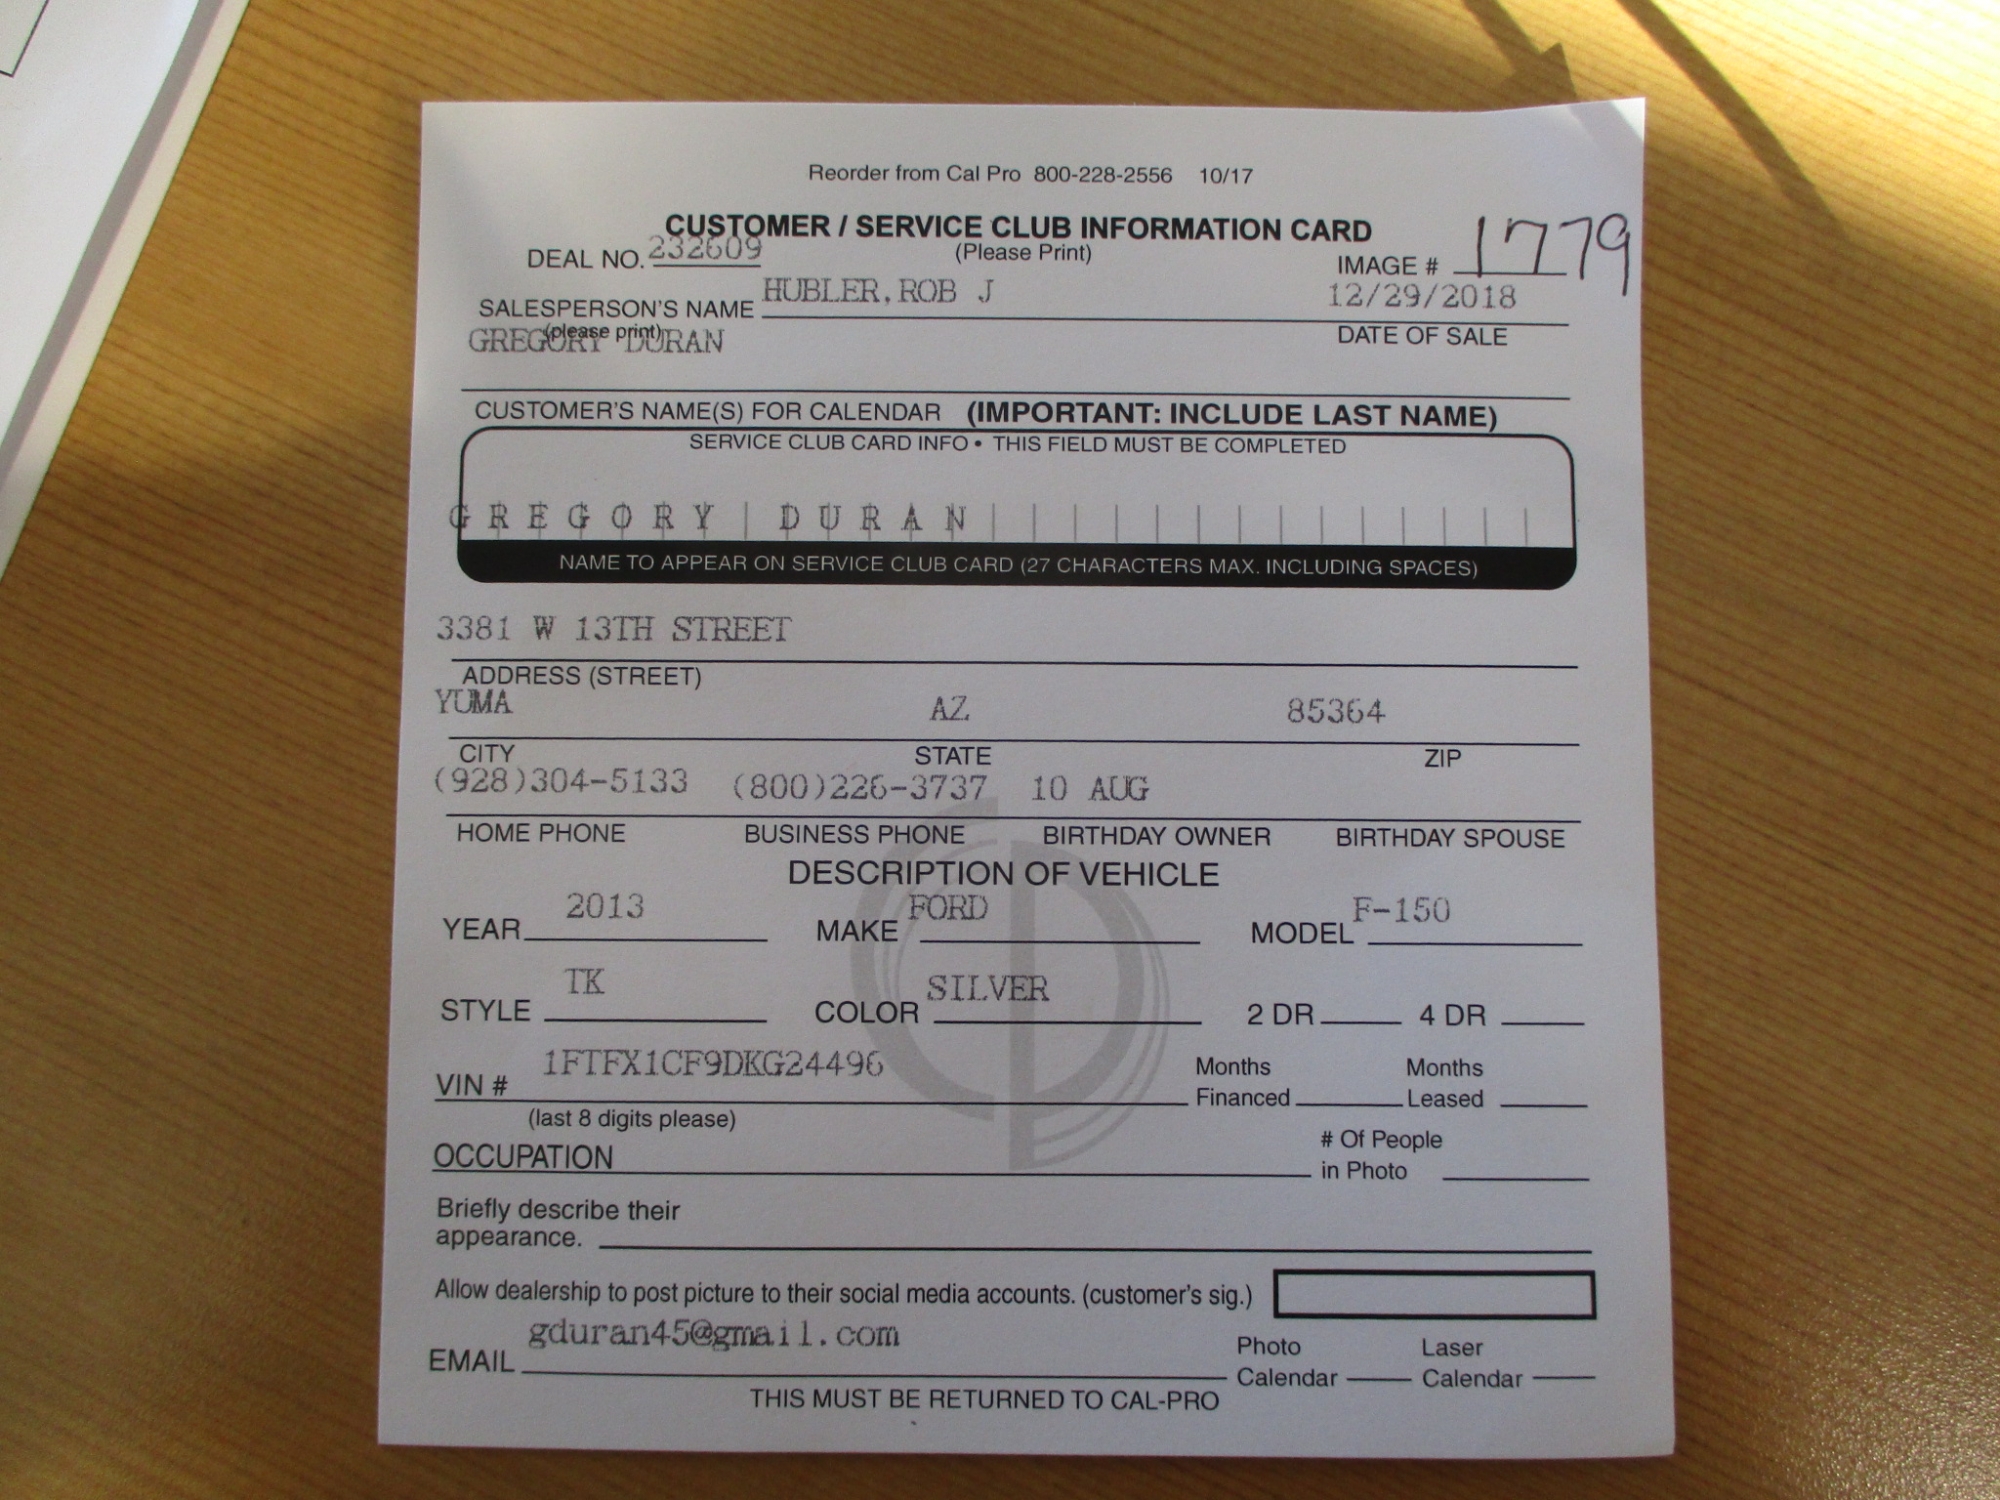 Reorder from Cal Pro 800-228-2556 10/17
CUSTOMER / SERVICE CLUB INFORMATION CARD
(Please Print)
DEAL NO. 232609
IMAGE # 1779
SALESPERSON'S NAME HUBLER, ROB J 12/29/2018
(please print) DATE OF SALE
GREGORY DURAN
CUSTOMER'S NAME(S) FOR CALENDAR (IMPORTANT: INCLUDE LAST NAME)
SERVICE CLUB CARD INFO • THIS FIELD MUST BE COMPLETED
GREGORY DURAN
NAME TO APPEAR ON SERVICE CLUB CARD (27 CHARACTERS MAX. INCLUDING SPACES)
3381 W 13TH STREET
ADDRESS (STREET)
YUMA AZ 85364
CITY STATE ZIP
(928)304-5133 (800)226-3737 10 AUG
HOME PHONE BUSINESS PHONE BIRTHDAY OWNER BIRTHDAY SPOUSE
DESCRIPTION OF VEHICLE
YEAR 2013 MAKE FORD MODEL F-150
STYLE TK COLOR SILVER 2 DR 4 DR
VIN # 1FTFX1CF9DKG24496 Months Financed Months Leased
(last 8 digits please)
OCCUPATION # Of People in Photo
Briefly describe their
appearance.
Allow dealership to post picture to their social media accounts. (customer's sig.)
EMAIL gduran45@gmail.com Photo Calendar Laser Calendar
THIS MUST BE RETURNED TO CAL-PRO